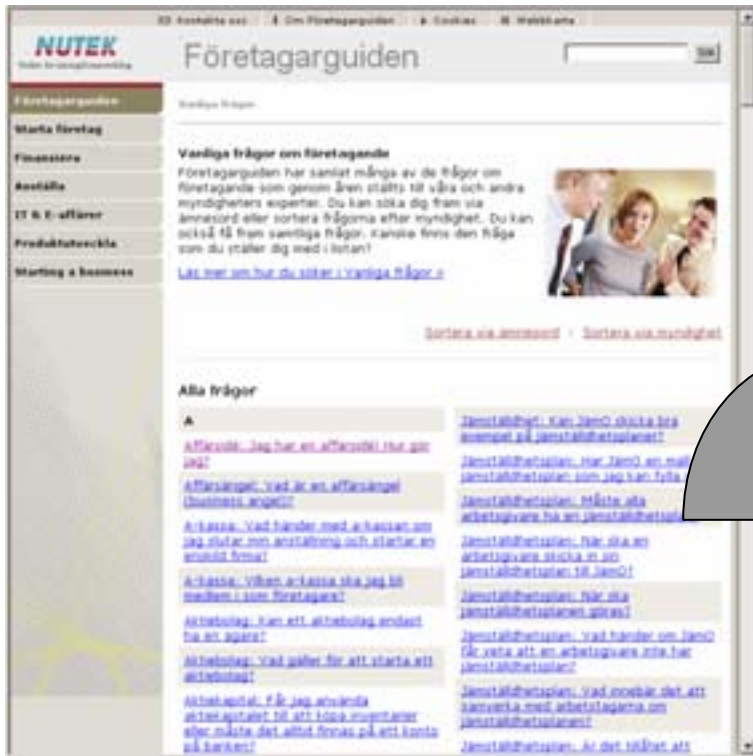 Kontakta oss Om Företagarguiden Cookies Webbkarta
NUTEK
Företagarguiden
Sök
Företagarguiden
Starta företag
Finansiera
Anställa
IT & E-affärer
Produktutveckla
Starting a business
Vanliga frågor
Vanliga frågor om företagande
Företagarguiden har samlat många av de frågor om
företagande som genom åren ställts till våra och andra
myndigheters experter. Du kan söka dig fram via
ämnesord eller sortera frågorna efter myndighet. Du kan
också få fram samtliga frågor. Kanske finns den fråga
som du ställer dig med i listan?
Läs mer om hur du söker i Vanliga frågor »
Sortera via ämnesord - Sortera via myndighet
Alla frågor
A
Affärsidé: Jag har en affärsidé! Hur gör
jag?
Affärsängel: Vad är en affärsängel
(business angel)?
A-kassa: Vad händer med a-kassan om
jag slutar min anställning och startar en
enskild firma?
A-kassa: Vilken a-kassa ska jag bli
medlem i som företagare?
Aktiebolag: Kan ett aktiebolag endast
ha en ägare?
Aktiebolag: Vad gäller för att starta ett
aktiebolag?
Aktiekapital: Får jag använda
aktiekapitalet till att köpa inventarier
eller måste det alltid finnas på ett konto
på banken?
Jämställdhet: Kan JämO skicka bra
exempel på jämställdhetsplaner?
Jämställdhetsplan: Har JämO en mall
jämställdhetsplan som jag kan fylla
Jämställdhetsplan: Måste alla
arbetsgivare ha en jämställdhetsplan
Jämställdhetsplan: När ska en
arbetsgivare skicka in sin
jämställdhetsplan till JämO?
Jämställdhetsplan: När ska
jämställdhetsplanen göras?
Jämställdhetsplan: Vad händer om JämO
får veta att en arbetsgivare inte har
jämställdhetsplan?
Jämställdhetsplan: Vad innebär det att
samverka med arbetstagarna om
jämställdhetsplanen?
Jämställdhetsplan: Är det tillåten att